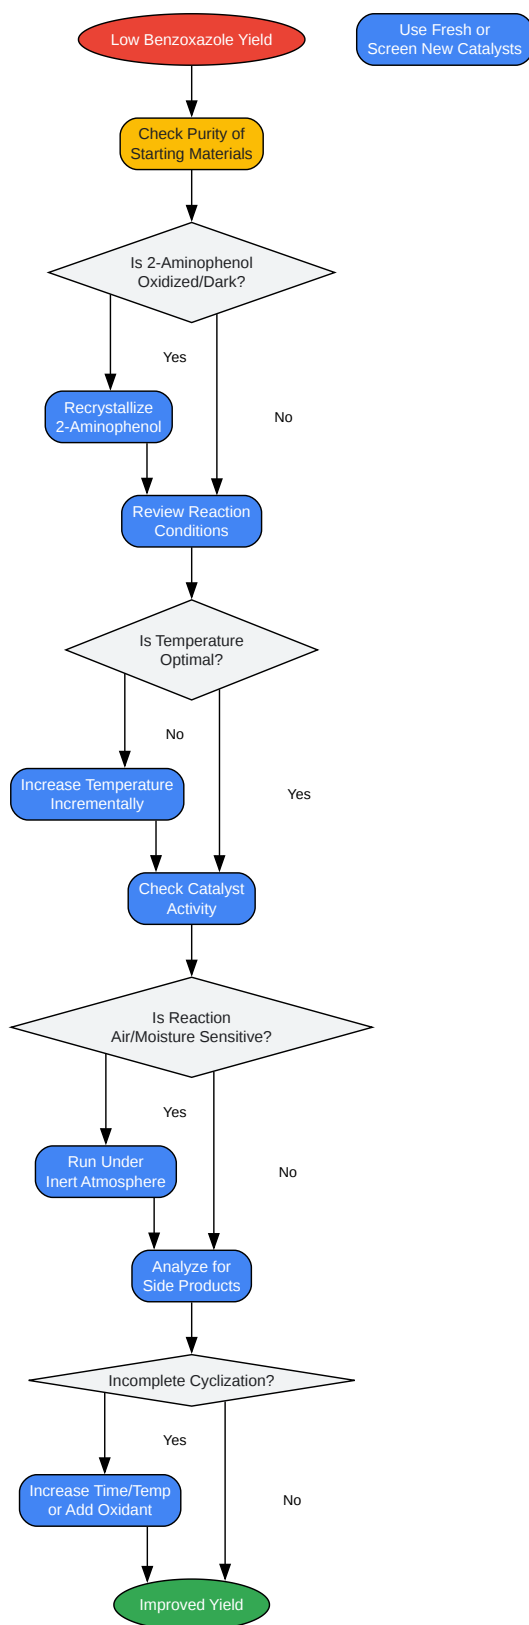 Low Benzoxazole Yield
Use Fresh or
Screen New Catalysts
Check Purity of
Starting Materials
Is 2-Aminophenol
Oxidized/Dark?
Yes
Recrystallize
2-Aminophenol
No
Review Reaction
Conditions
Is Temperature
Optimal?
No
Increase Temperature
Incrementally
Yes
Check Catalyst
Activity
Is Reaction
Air/Moisture Sensitive?
Yes
Run Under
Inert Atmosphere
No
Analyze for
Side Products
Incomplete Cyclization?
Yes
Increase Time/Temp
or Add Oxidant
No
Improved Yield